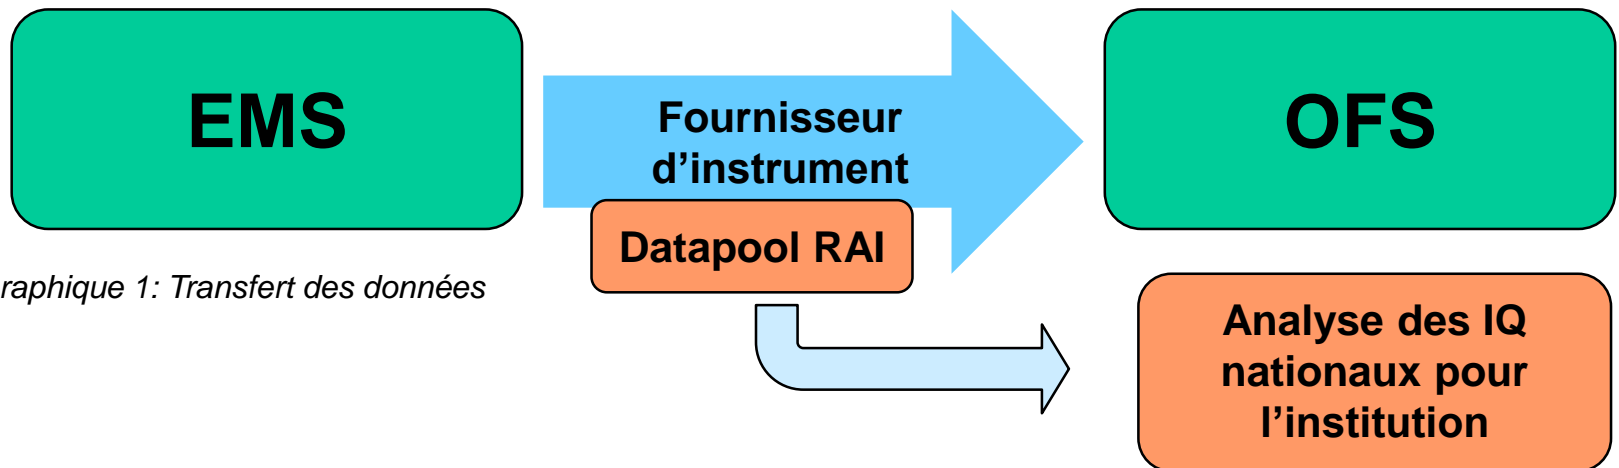 EMS
Fournisseur
d’instrument
OFS
Datapool RAI
raphique 1: Transfert des données
Analyse des IQ
nationaux pour
l’institution